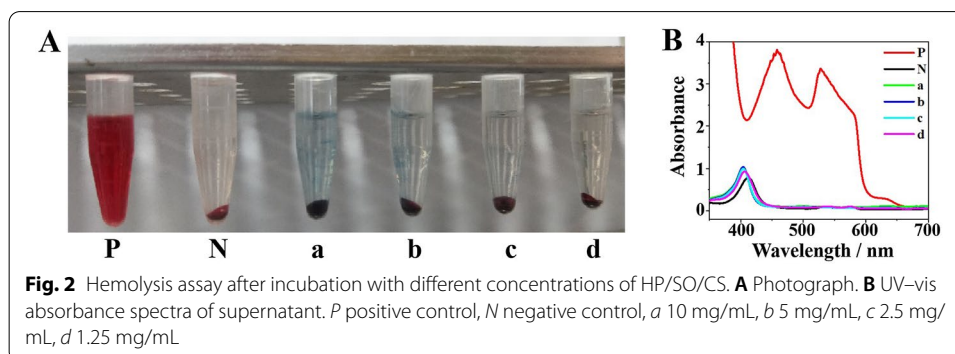 A
P N a b c d
B
Absorbance
4
3
2
1
0
P
N
a
b
c
d
400 500 600 700
Wavelength / nm
Fig. 2 Hemolysis assay after incubation with different concentrations of HP/SO/CS. A Photograph. B UV–vis
absorbance spectra of supernatant. P positive control, N negative control, a 10 mg/mL, b 5 mg/mL, c 2.5 mg/
mL, d 1.25 mg/mL